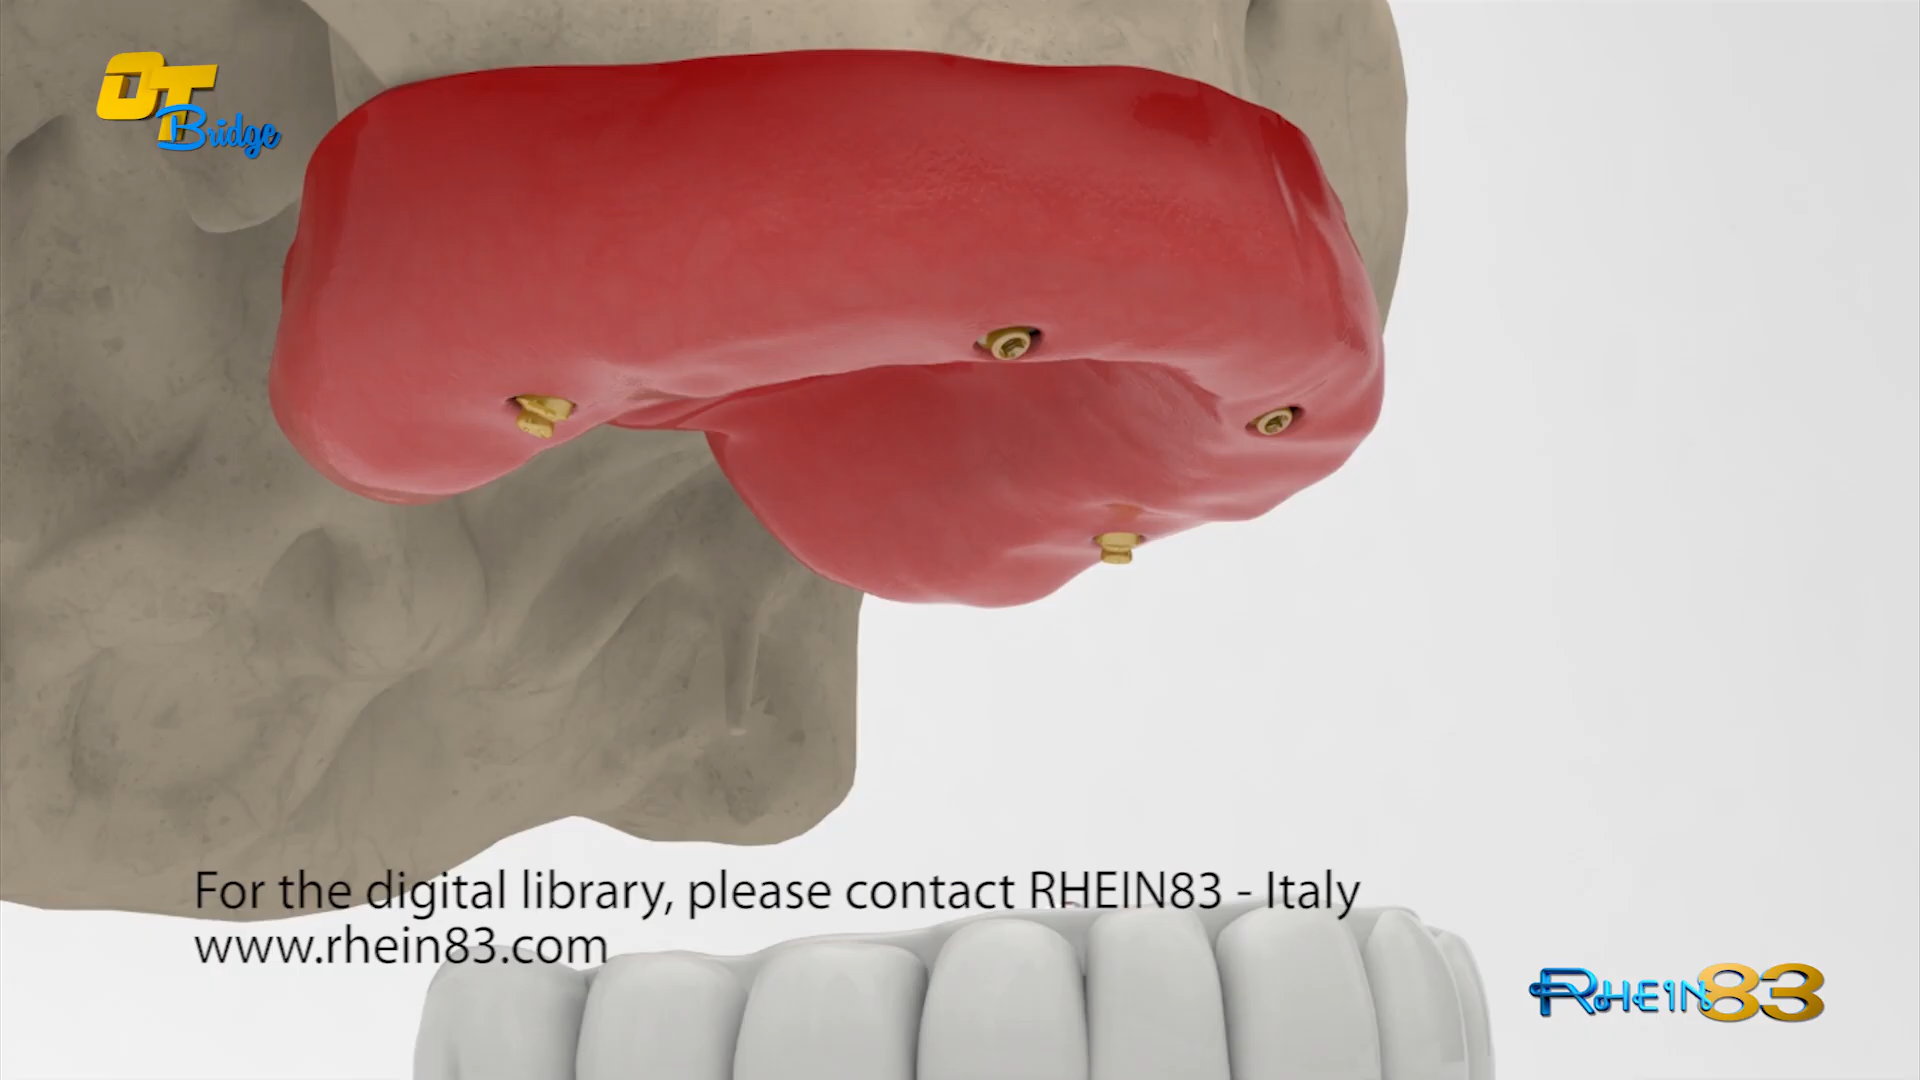 OT
Bridge
For the digital library, please contact RHEIN83 - Italy
www.rhein83.com
RHEIN83